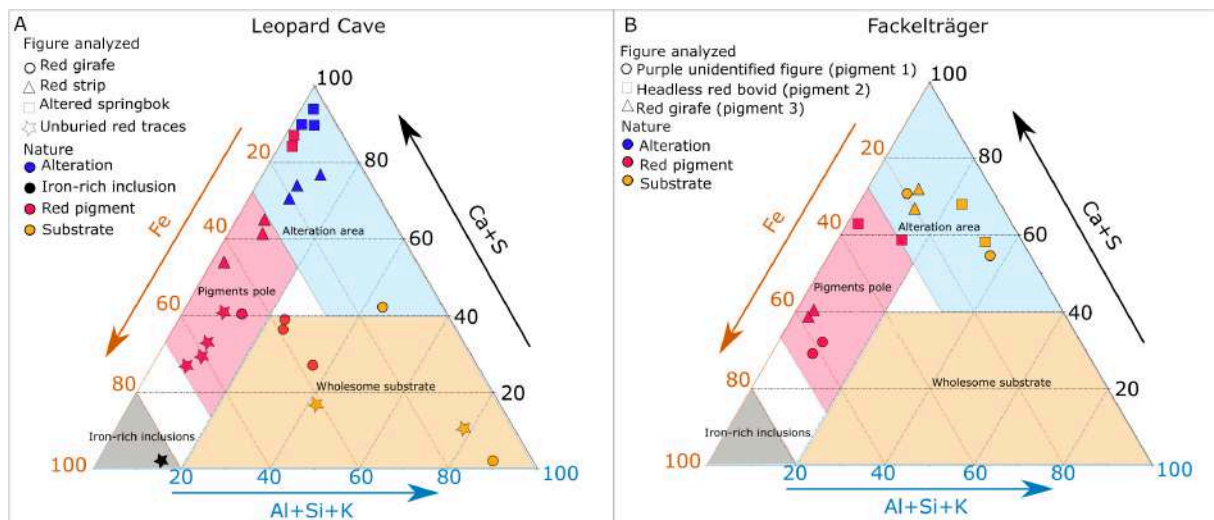 A
Leopard Cave
Figure analyzed
Red girafe
Red strip
Altered springbok
Unburied red traces
Nature
Alteration
Iron-rich inclusion
Red pigment
Substrate
100
20
80
Fe
Ca+S
40
Alteration area
60
Pigments pole
60
40
80
Wholesome substrate
20
Iron-rich inclusions
100
20
40
60
80
100
Al+Si+K
B
Fackelträger
Figure analyzed
Purple unidentified figure (pigment 1)
Headless red bovid (pigment 2)
Red girafe (pigment 3)
Nature
Alteration
Red pigment
Substrate
100
20
80
Fe
Ca+S
40
Alteration area
60
Pigments pole
60
40
80
Wholesome substrate
20
Iron-rich inclusions
100
20
40
60
80
100
Al+Si+K